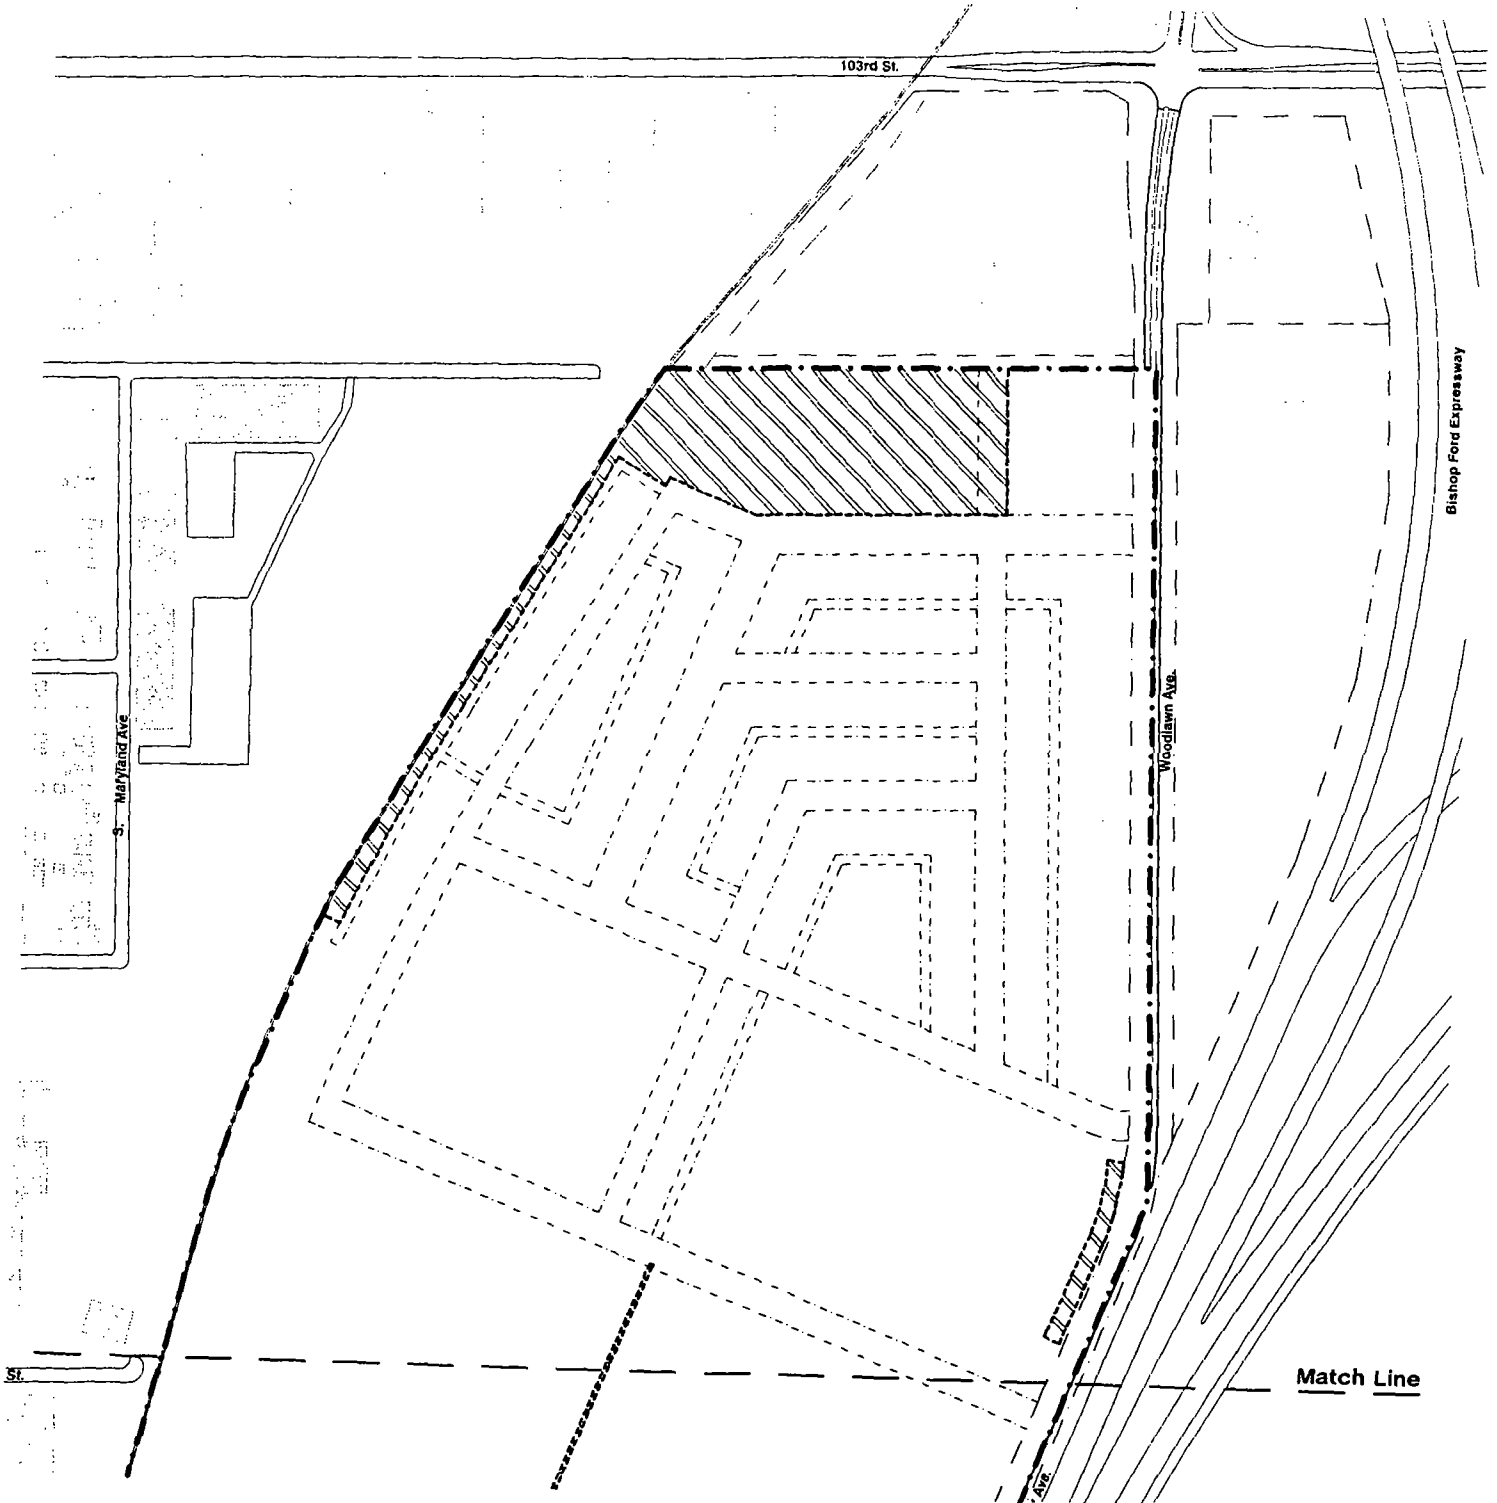 103rd St.
Bishop Ford Expressway
Woodlawn Ave.
S. Maryland Ave
St.
Match Line
Ave.